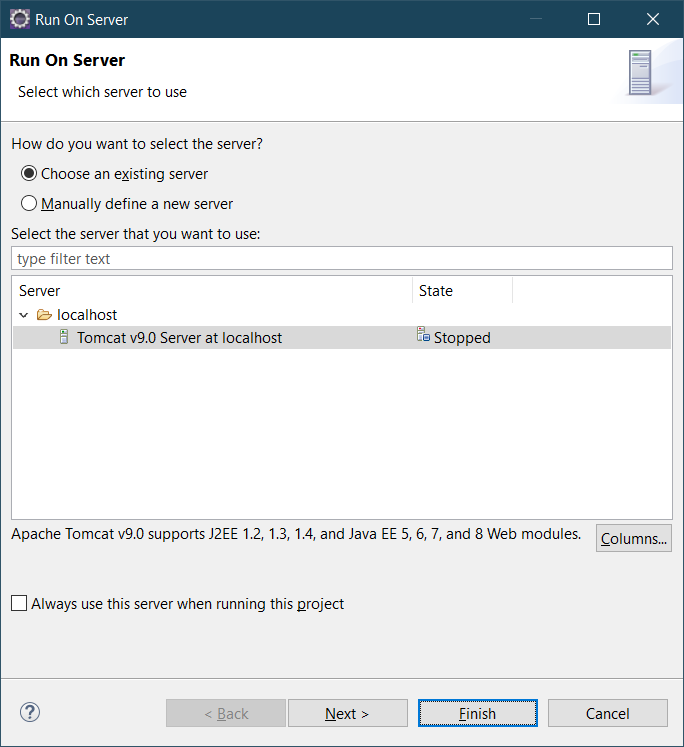 Run On Server
Run On Server
Select which server to use
How do you want to select the server?
Choose an existing server
Manually define a new server
Select the server that you want to use:
type filter text
Server State
localhost
Tomcat v9.0 Server at localhost Stopped
Apache Tomcat v9.0 supports J2EE 1.2, 1.3, 1.4, and Java EE 5, 6, 7, and 8 Web modules.
Columns...
Always use this server when running this project
?
< Back Next > Finish Cancel